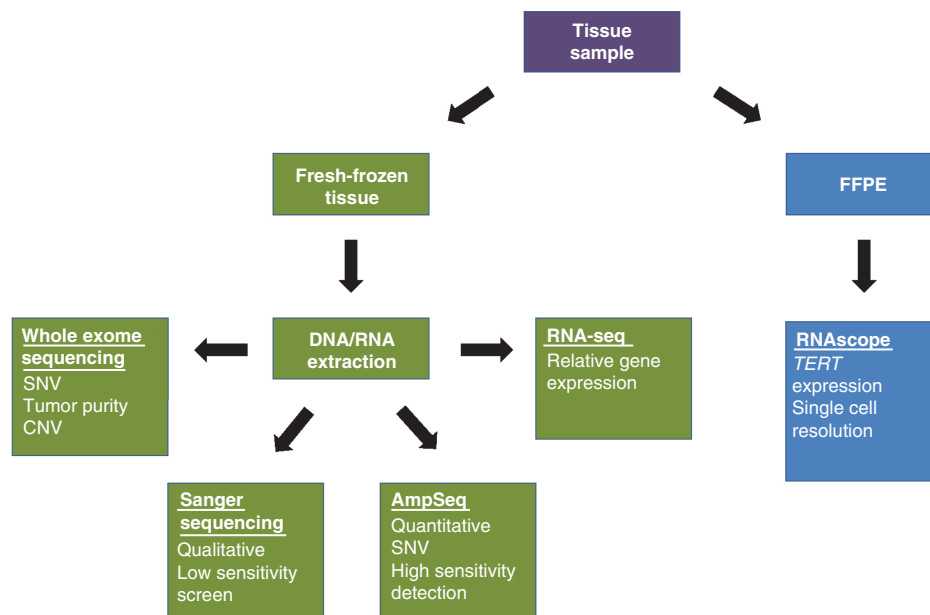 Tissue
sample
Fresh-frozen
tissue
FFPE
Whole exome
sequencing
SNV
Tumor purity
CNV
DNA/RNA
extraction
RNA-seq
Relative gene
expression
RNAscope
TERT
expression
Single cell
resolution
Sanger
sequencing
Qualitative
Low sensitivity
screen
AmpSeq
Quantitative
SNV
High sensitivity
detection